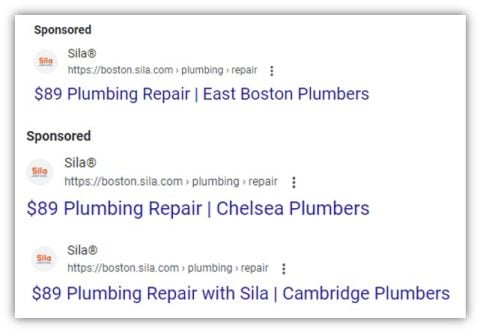 Sponsored
Sila®
Sila
https://boston.sila.com › plumbing › repair
$89 Plumbing Repair | East Boston Plumbers
Sponsored
Sila®
Sila
https://boston.sila.com › plumbing › repair
$89 Plumbing Repair | Chelsea Plumbers
Sila®
Sila
https://boston.sila.com › plumbing › repair
$89 Plumbing Repair with Sila | Cambridge Plumbers